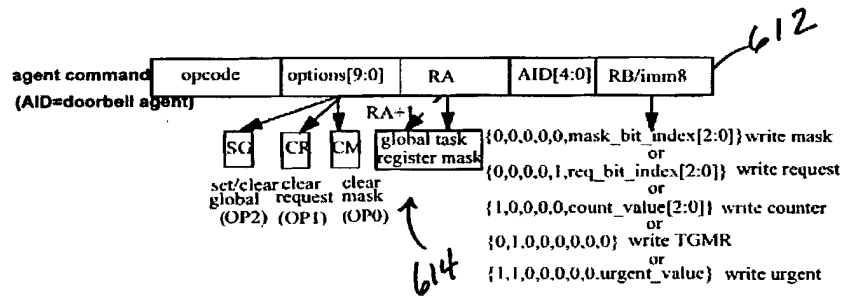 612
agent command opcode options[9:0] RA AID[4:0] RB/imm8
(AID=doorbell agent)
RA+1
SG CR CM global task {0,0,0,0,0,mask_bit_index[2:0]} write mask
register mask or
set/clear clear clear {0,0,0,0,1,req_bit_index[2:0]} write request
global request mask or
(OP2) (OP1) (OP0) {1,0,0,0,0,count_value[2:0]} write counter
or
{0,1,0,0,0,0,0,0} write TGMR
614 or
{1,1,0,0,0,0,0.urgent_value} write urgent